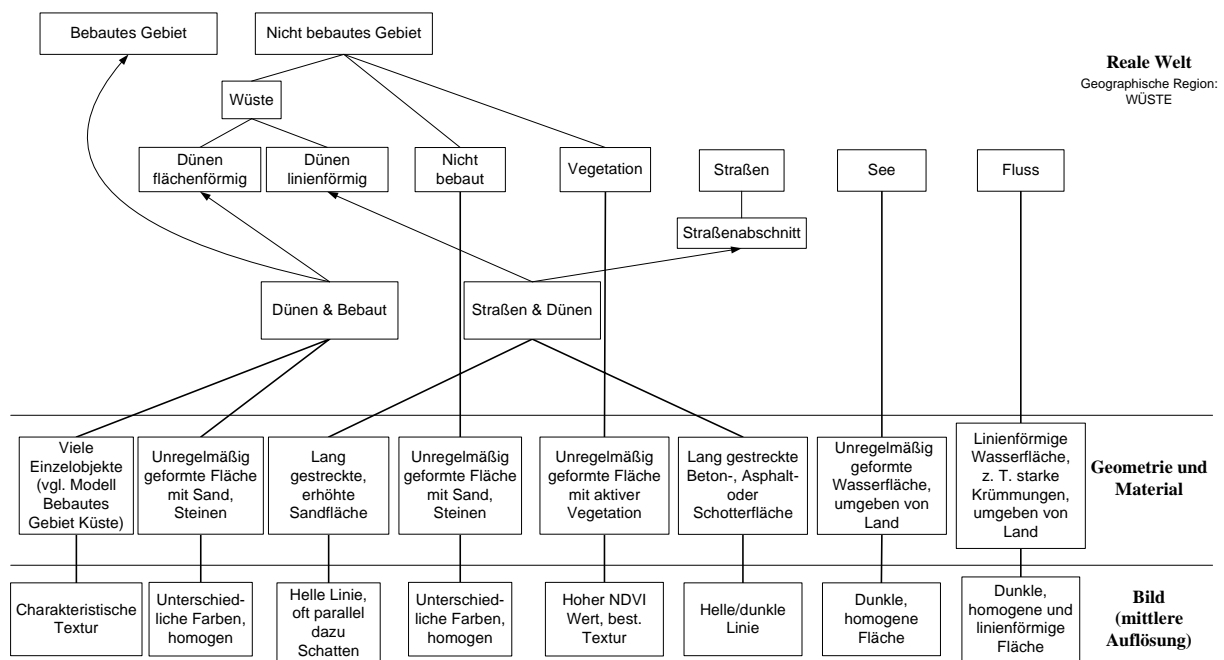 Bebautes Gebiet
Nicht bebautes Gebiet
Reale Welt
Geographische Region:
WÜSTE
Wüste
Dünen
flächenförmig
Dünen
linienförmig
Nicht
bebaut
Vegetation
Straßen
See
Fluss
Straßenabschnitt
Dünen & Bebaut
Straßen & Dünen
Viele
Einzelobjekte
(vgl. Modell
Bebautes
Gebiet Küste)
Unregelmäßig
geformte Fläche
mit Sand,
Steinen
Lang
gestreckte,
erhöhte
Sandfläche
Unregelmäßig
geformte Fläche
mit Sand,
Steinen
Unregelmäßig
geformte Fläche
mit aktiver
Vegetation
Lang gestreckte
Beton-, Asphalt-
oder
Schotterfläche
Unregelmäßig
geformte
Wasserfläche,
umgeben von
Land
Linienförmige
Wasserfläche,
z. T. starke
Krümmungen,
umgeben von
Land
Geometrie und
Material
Charakteristische
Textur
Unterschied-
liche Farben,
homogen
Helle Linie,
oft parallel
dazu
Schatten
Unterschied-
liche Farben,
homogen
Hoher NDVI
Wert, best.
Textur
Helle/dunkle
Linie
Dunkle,
homogene
Fläche
Dunkle,
homogene und
linienförmige
Fläche
Bild
(mittlere
Auflösung)